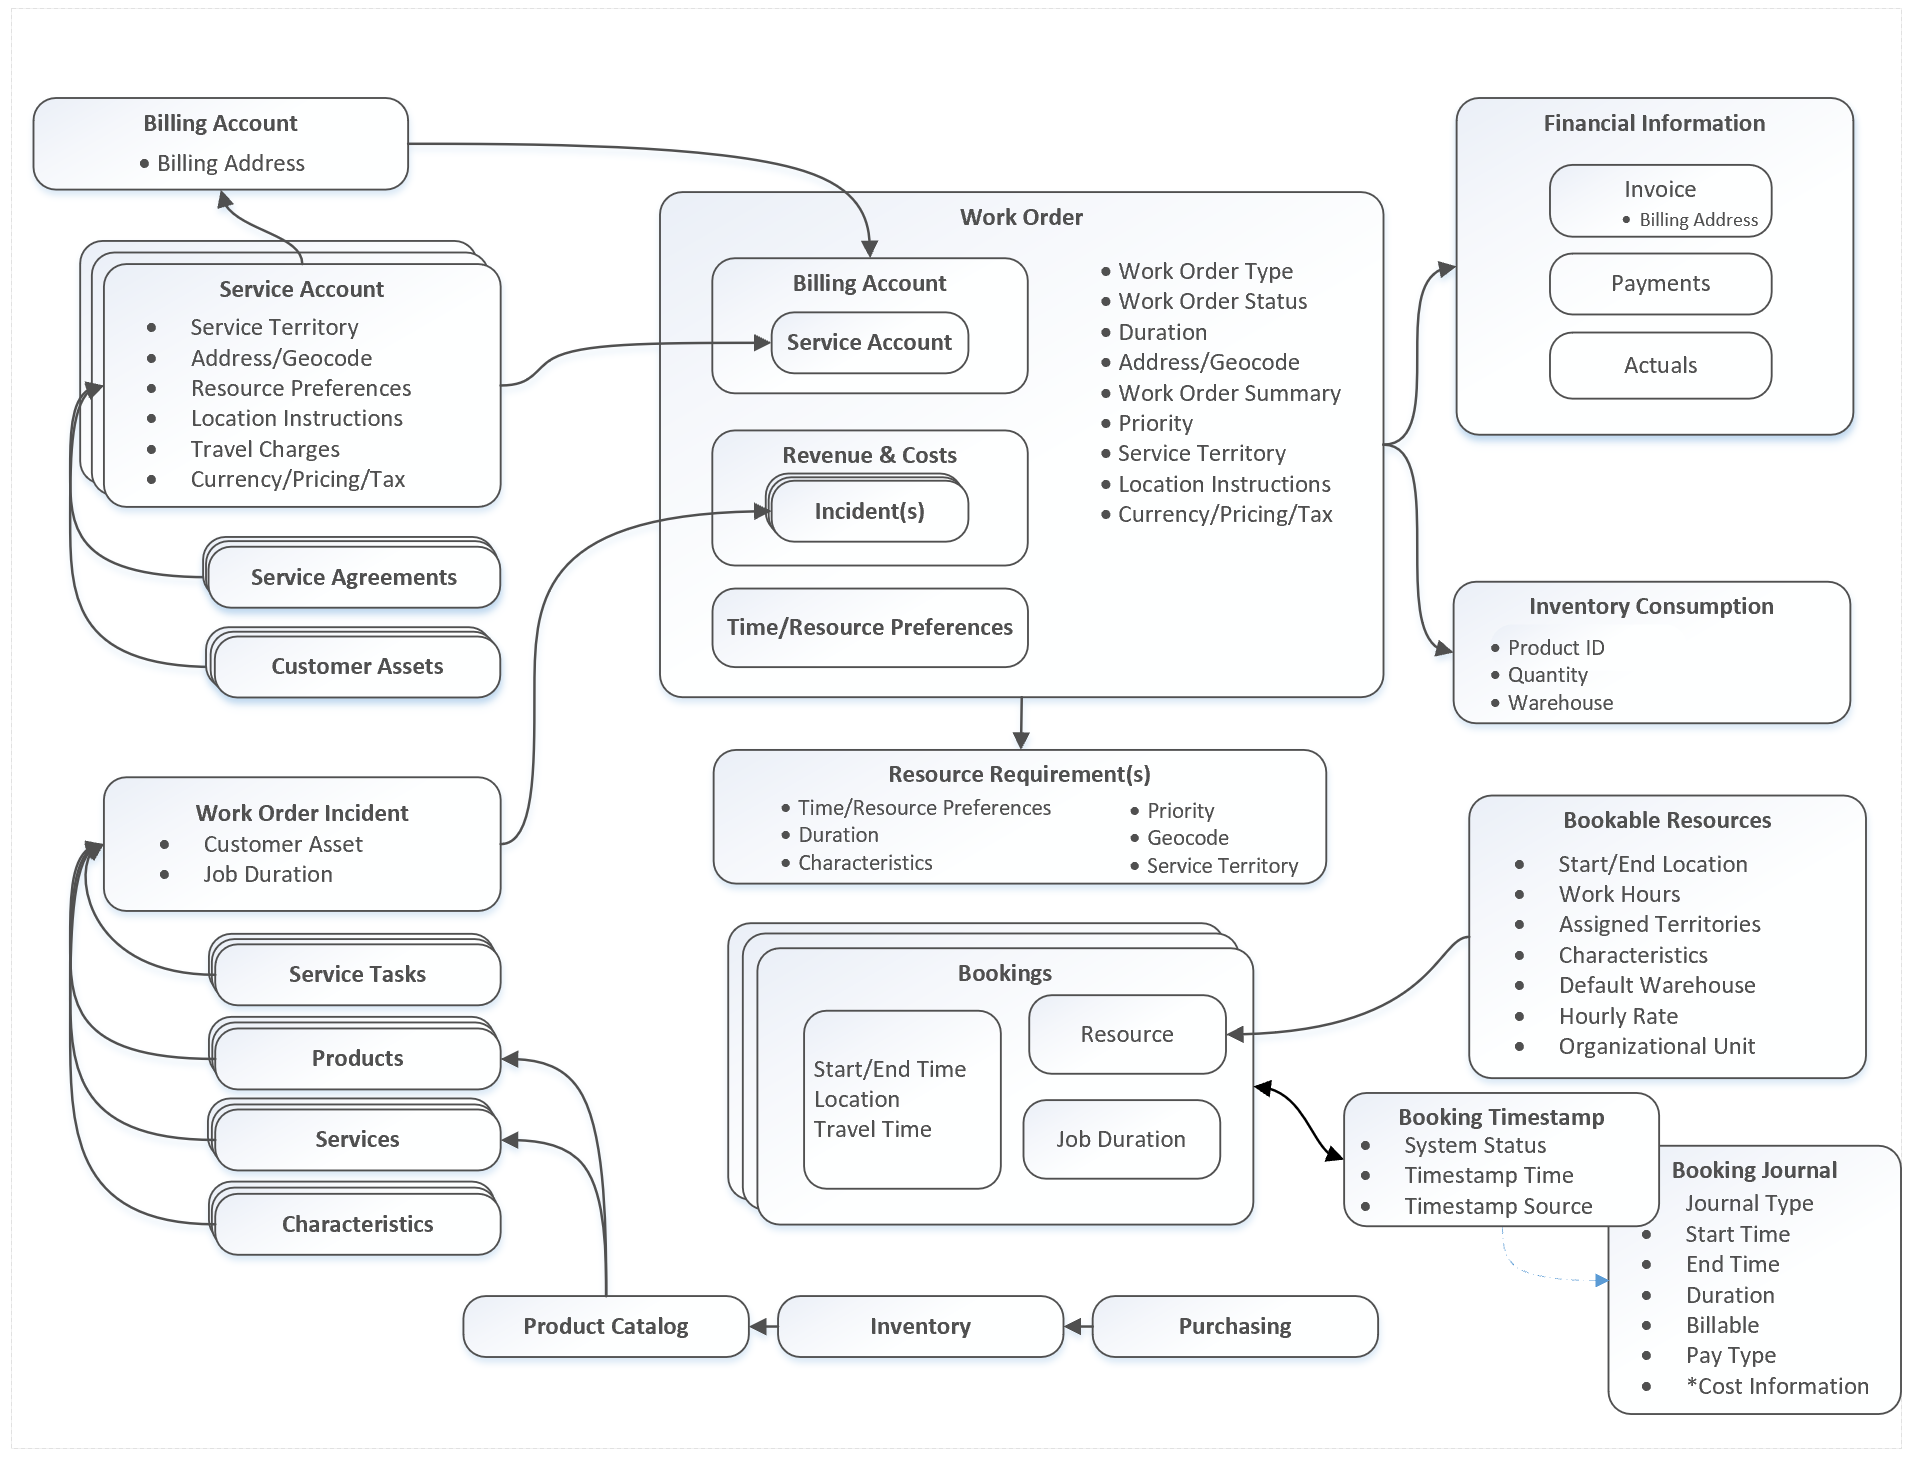 Billing Account
• Billing Address
Service Account
• Service Territory
• Address/Geocode
• Resource Preferences
• Location Instructions
• Travel Charges
• Currency/Pricing/Tax
Service Agreements
Customer Assets
Work Order Incident
• Customer Asset
• Job Duration
Service Tasks
Products
Services
Characteristics
Work Order
Billing Account
Service Account
Revenue & Costs
Incident(s)
Time/Resource Preferences
• Work Order Type
• Work Order Status
• Duration
• Address/Geocode
• Work Order Summary
• Priority
• Service Territory
• Location Instructions
• Currency/Pricing/Tax
Resource Requirement(s)
• Time/Resource Preferences
• Duration
• Characteristics
• Priority
• Geocode
• Service Territory
Bookings
Start/End Time
Location
Travel Time
Resource
Job Duration
Product Catalog
Inventory
Purchasing
Financial Information
Invoice
• Billing Address
Payments
Actuals
Inventory Consumption
• Product ID
• Quantity
• Warehouse
Bookable Resources
• Start/End Location
• Work Hours
• Assigned Territories
• Characteristics
• Default Warehouse
• Hourly Rate
• Organizational Unit
Booking Timestamp
• System Status
• Timestamp Time
• Timestamp Source
Booking Journal
Journal Type
• Start Time
• End Time
• Duration
• Billable
• Pay Type
• *Cost Information